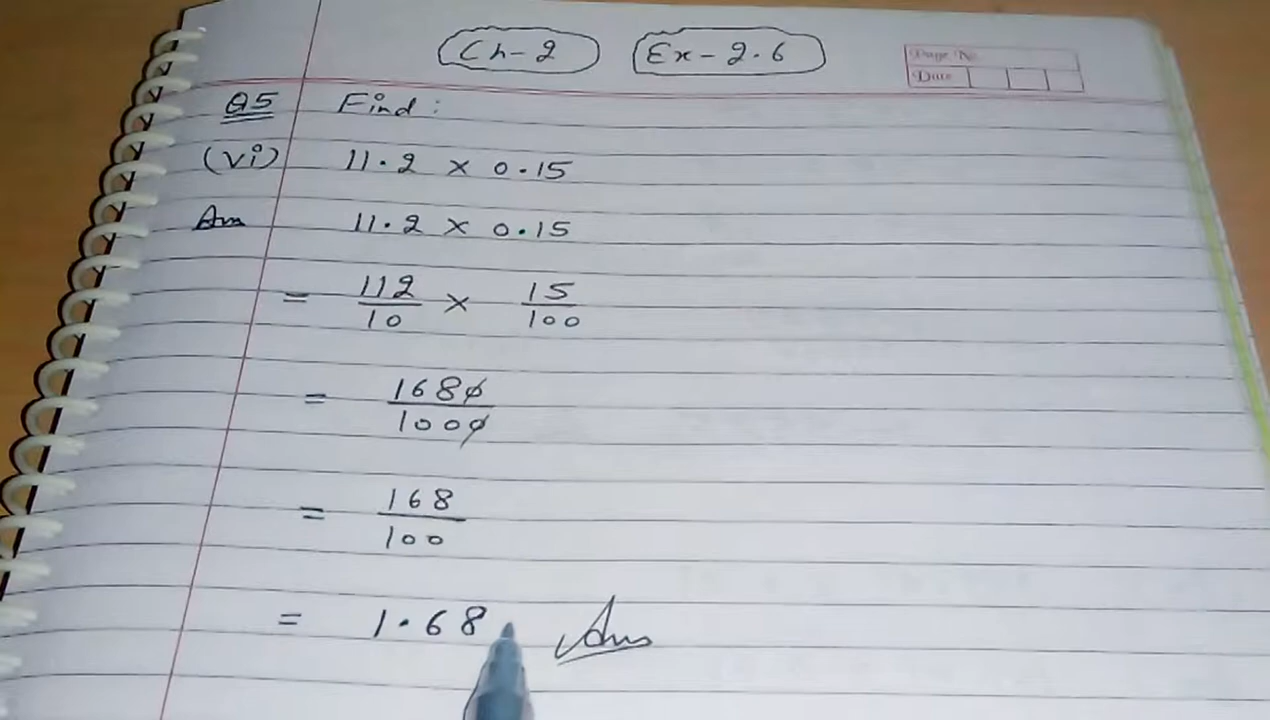 Ch-2 Ex-2.6 Page No.
Date
Q5 Find:
(vi) 11.2 × 0.15
Ans 11.2 × 0.15
= 112/10 × 15/100
= 1680/1000
= 168/100
= 1.68 Ans